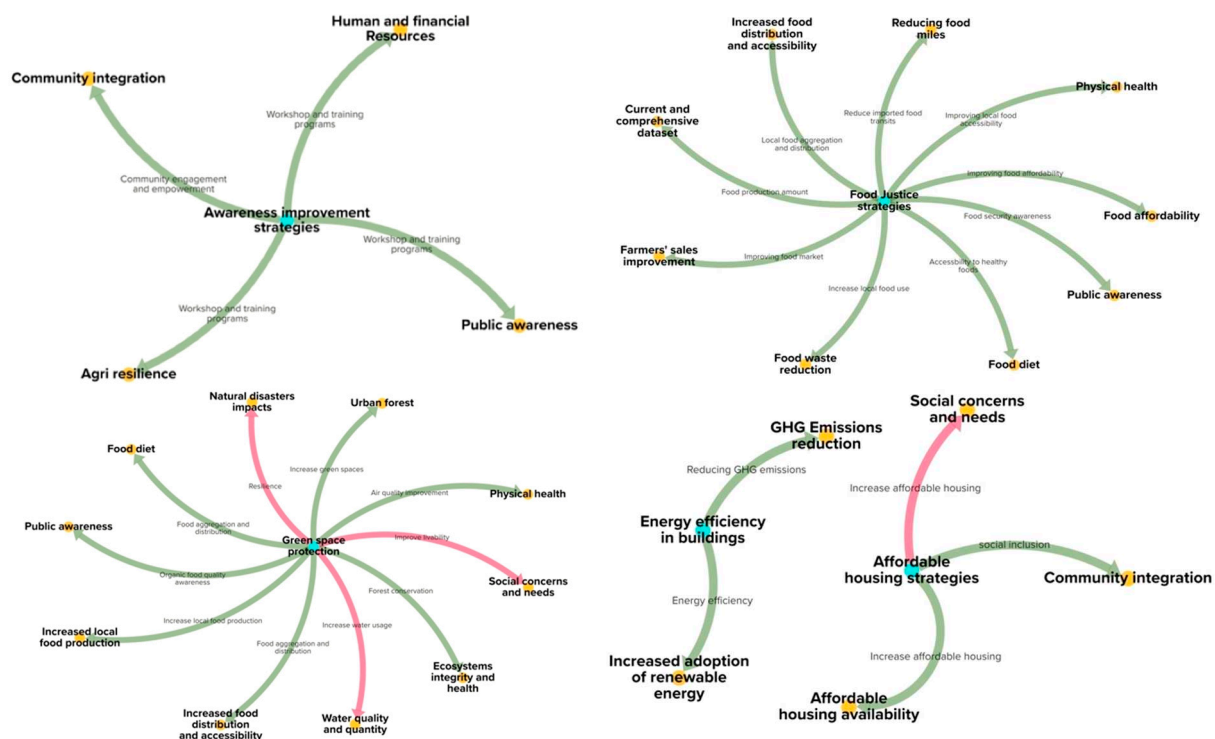 Human and financial
Resources
Community integration
Workshop and training
programs
Community engagement
and empowerment
Awareness improvement
strategies
Workshop and training
programs
Workshop and training
programs
Public awareness
Agri resilience
Increased food
distribution
and accessibility
Reducing food
miles
Physical health
Current and
comprehensive
dataset
Reduce imported food
transits
Improving local food
accessibility
Local food aggregation
and distribution
Improving food affordability
Food production amount
Food Justice
strategies
Food security awareness
Food affordability
Farmers' sales
improvement
Improving food market
Accessbility to healthy
foods
Increase local food use
Public awareness
Food waste
reduction
Food diet
Natural disasters
impacts
Urban forest
Food diet
Increase green spaces
Resilience
Air quality improvement
Physical health
Public awareness
Food aggregation and
distribution
Green space
protection
Improve livability
Organic food quality
awareness
Social concerns
and needs
Forest conservation
Increase local food production
Increase water usage
Increased local
food production
Food aggregation and
distribution
Ecosystems
integrity and
health
Increased food
distribution
and accessibility
Water quality
and quantity
GHG Emissions
reduction
Reducing GHG emissions
Energy efficiency
in buildings
Energy efficiency
Increased adoption
of renewable
energy
Social concerns
and needs
Increase affordable housing
social inclusion
Affordable
housing strategies
Community integration
Increase affordable housing
Affordable
housing availability